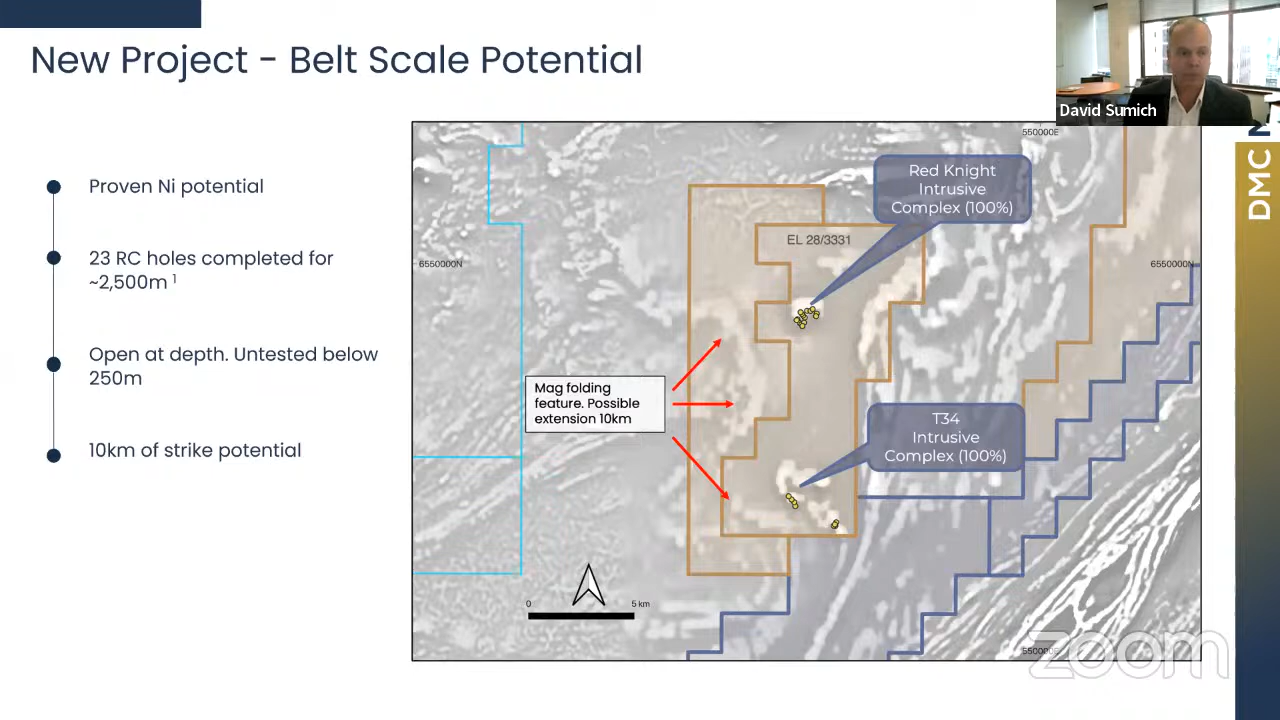 New Project - Belt Scale Potential
David Sumich
DMC N
Proven Ni potential
23 RC holes completed for
~2,500m ¹
Open at depth. Untested below
250m
10km of strike potential
550000E
Red Knight
Intrusive
Complex (100%)
EL 28/3331
6550000N
6550000N
Mag folding
feature. Possible
extension 10km
T34
Intrusive
Complex (100%)
0
5 km
550000E
zoom